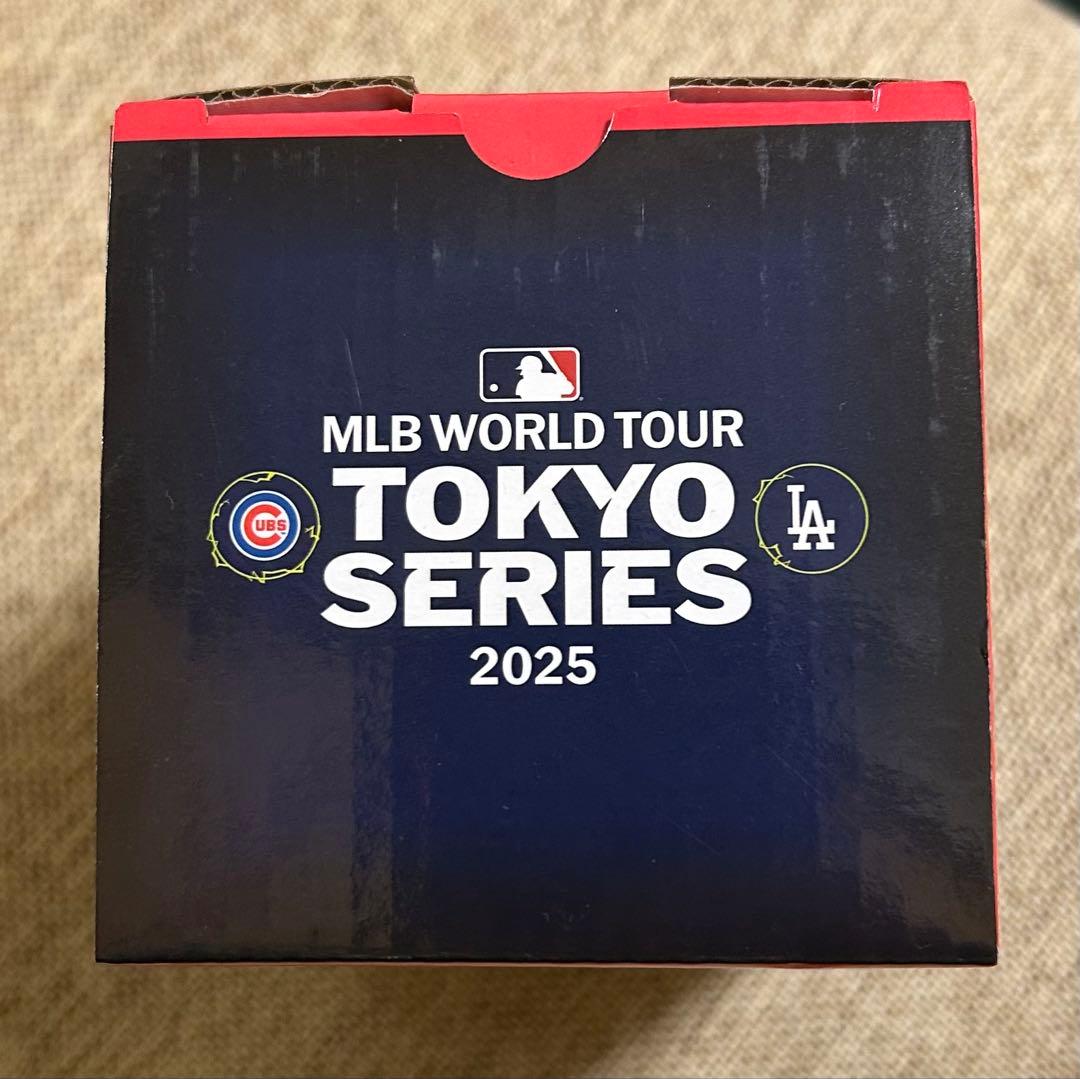 MLB WORLD TOUR
TOKYO
SERIES
2025
CUBS
LA